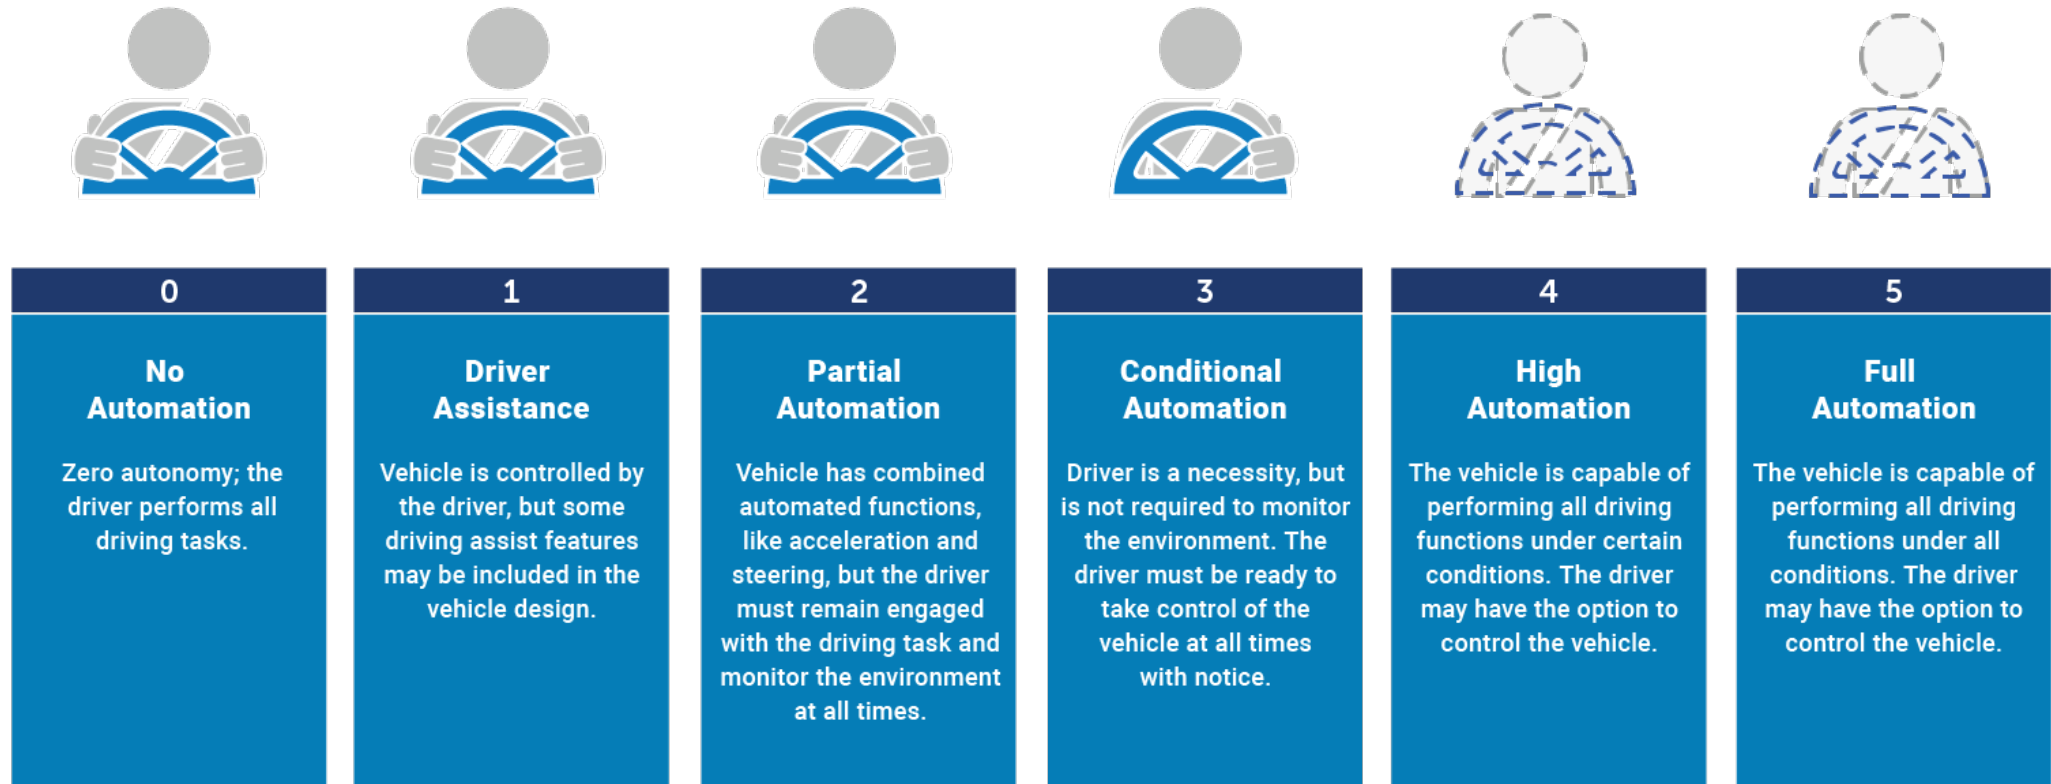 0
No
Automation
Zero autonomy; the
driver performs all
driving tasks.
1
Driver
Assistance
Vehicle is controlled by
the driver, but some
driving assist features
may be included in the
vehicle design.
2
Partial
Automation
Vehicle has combined
automated functions,
like acceleration and
steering, but the driver
must remain engaged
with the driving task and
monitor the environment
at all times.
3
Conditional
Automation
Driver is a necessity, but
is not required to monitor
the environment. The
driver must be ready to
take control of the
vehicle at all times
with notice.
4
High
Automation
The vehicle is capable of
performing all driving
functions under certain
conditions. The driver
may have the option to
control the vehicle.
5
Full
Automation
The vehicle is capable of
performing all driving
functions under all
conditions. The driver
may have the option to
control the vehicle.